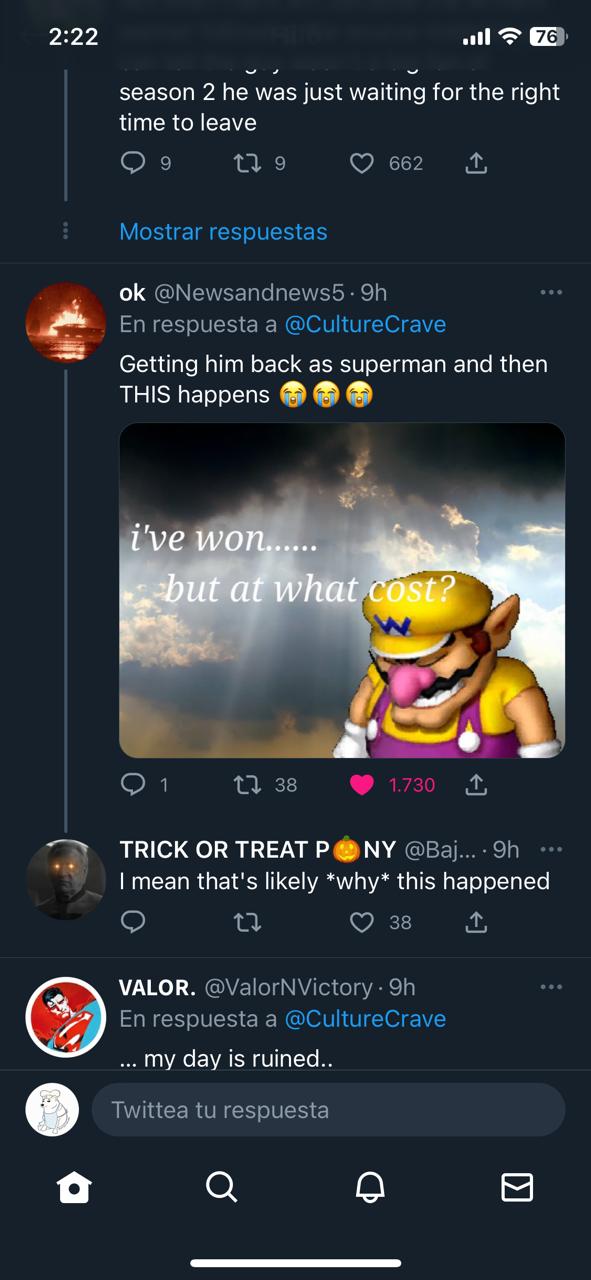 2:22
76
season 2 he was just waiting for the right
time to leave
9 9 662
Mostrar respuestas
ok @Newsandnews5 · 9h
En respuesta a @CultureCrave
Getting him back as superman and then
THIS happens 😭😭😭
i've won......
but at what cost?
W
1 38 1.730
TRICK OR TREAT P🎃NY @Baj... · 9h
I mean that's likely *why* this happened
38
VALOR. @ValorNVictory · 9h
En respuesta a @CultureCrave
... my day is ruined..
Twittea tu respuesta